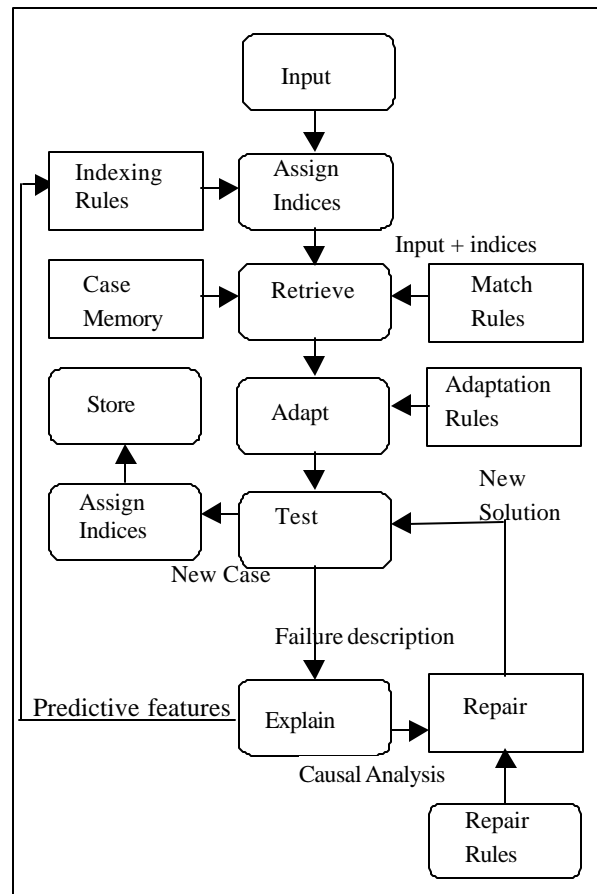 Input
Indexing
Rules
Assign
Indices
Input + indices
Case
Memory
Retrieve
Match
Rules
Store
Adapt
Adaptation
Rules
Assign
Indices
Test
New
Solution
New Case
Failure description
Predictive features
Explain
Repair
Causal Analysis
Repair
Rules